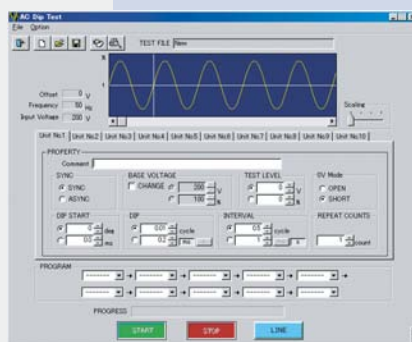 AC Dip Test
File Option
TEST FILE New
%
t
Offset 0 V
Frequency 50 Hz
Input Voltage 200 V
Scaling
Unit No1 Unit No.2 Unit No.3 Unit No.4 Unit No.5 Unit No.6 Unit No.7 Unit No.8 Unit No.9 Unit No.10
PROPERTY
Comment
SYNC BASE VOLTAGE TEST LEVEL 0V Mode
SYNC CHANGE 200 V 0 V OPEN
ASYNC 100 % 0 % SHORT
DIP START DIP INTERVAL REPEAT COUNTS
0 deg 0.01 cycle 0.5 cycle 1 count
0.0 ms 0.2 ms 1 s
PROGRAM
-------- -------- -------- -------- --------
-------- -------- -------- -------- --------
PROGRESS
START STOP LINE